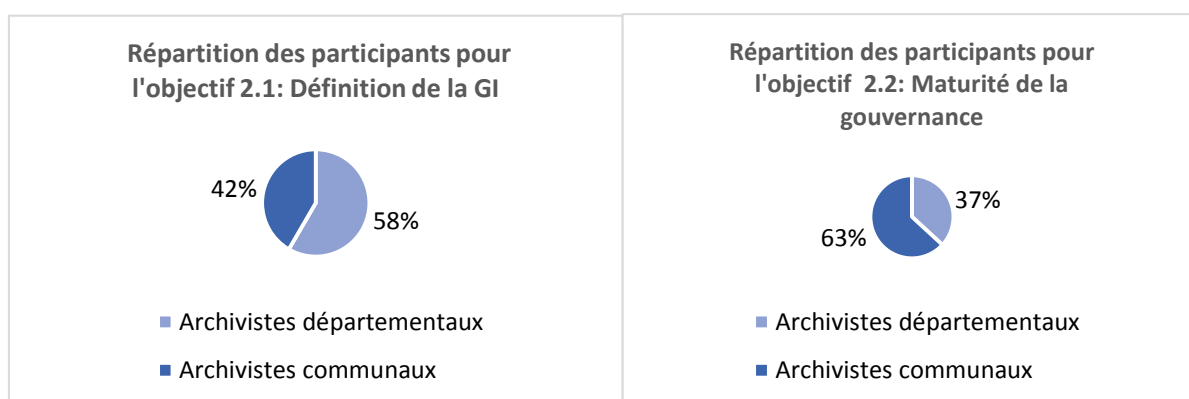 Répartition des participants pour
l'objectif 2.1: Définition de la GI
42%
58%
Archivistes départementaux
Archivistes communaux
Répartition des participants pour
l'objectif 2.2: Maturité de la
gouvernance
37%
63%
Archivistes départementaux
Archivistes communaux